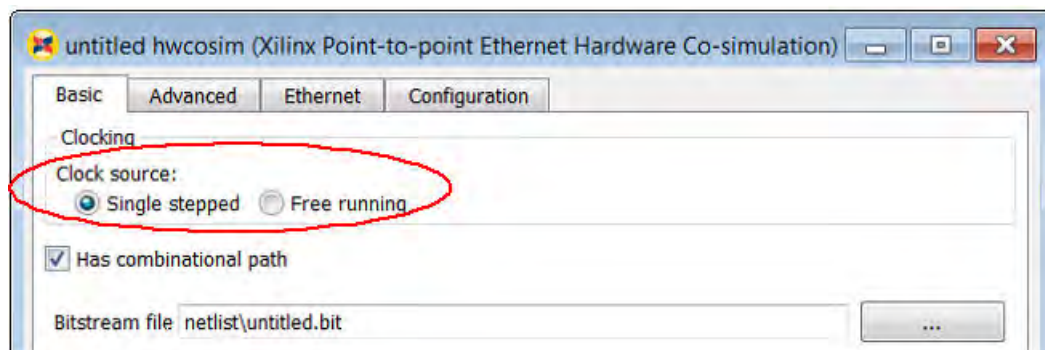 untitled hwcosim (Xilinx Point-to-point Ethernet Hardware Co-simulation)
Basic Advanced Ethernet Configuration
Clocking
Clock source:
Single stepped Free running
Has combinational path
Bitstream file netlist\untitled.bit ...